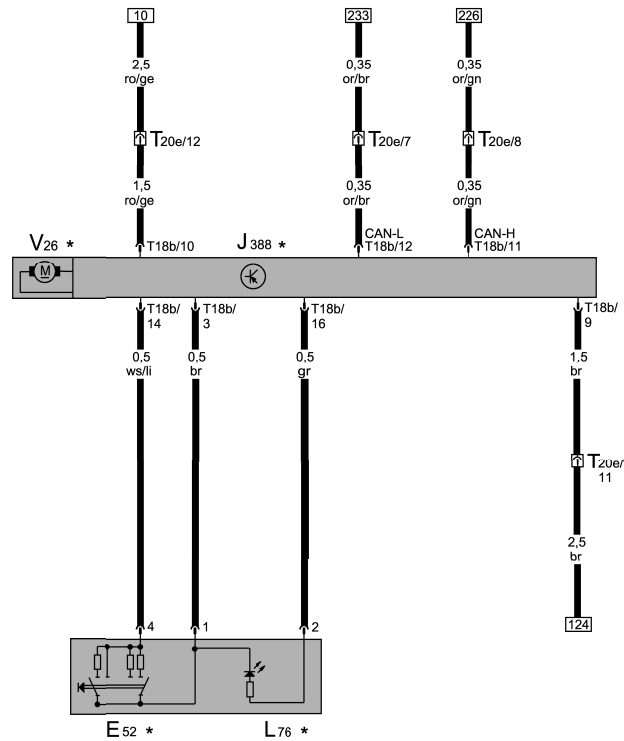 10 233 226
2,5 0,35 0,35
ro/ge or/br or/gn
T20e/12 T20e/7 T20e/8
1,5 0,35 0,35
ro/ge or/br or/gn
CAN-L CAN-H
V26 * T18b/10 J388 * T18b/12 T18b/11
M
T18b/ T18b/ T18b/ T18b/
14 3 16 9
0,5 0,5 0,5 1,5
ws/li br gr br
T20e/
11
2,5
br
4 1 2 124
E52 * L76 *